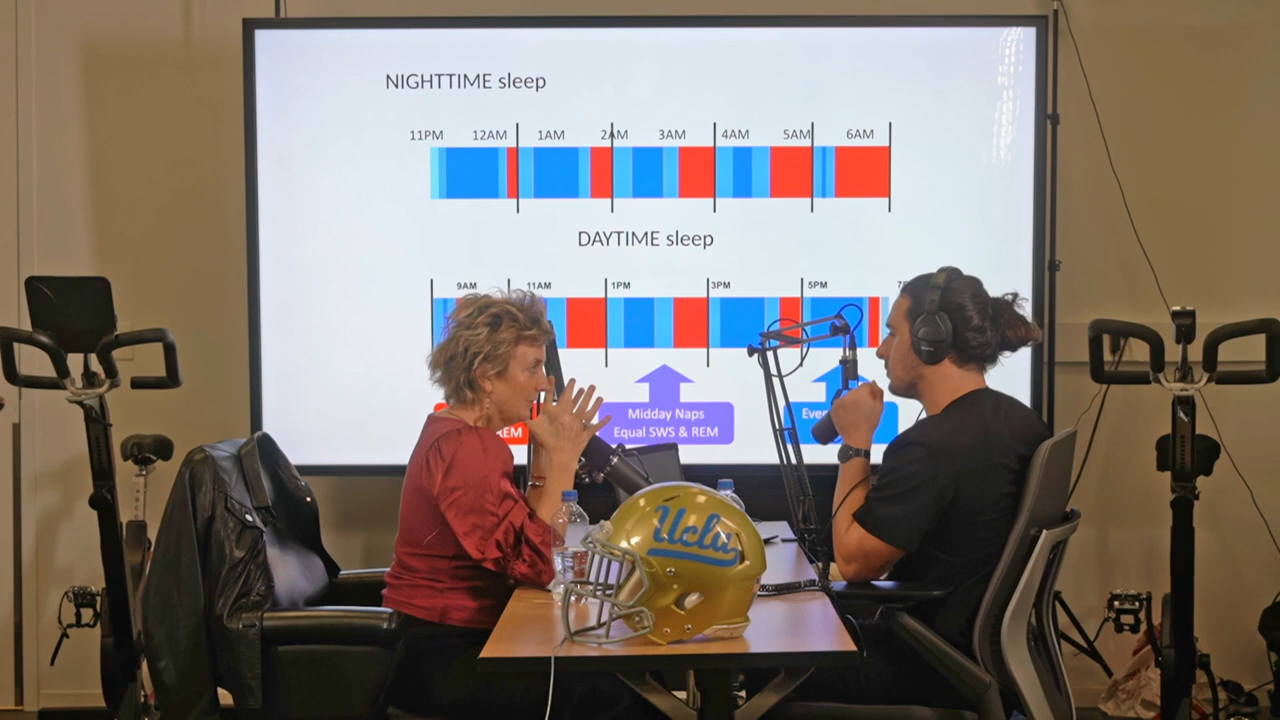 NIGHTTIME sleep
11PM 12AM 1AM 2AM 3AM 4AM 5AM 6AM
DAYTIME sleep
9AM 11AM 1PM 3PM 5PM
REM
Midday Naps
Equal SWS & REM
Ucla